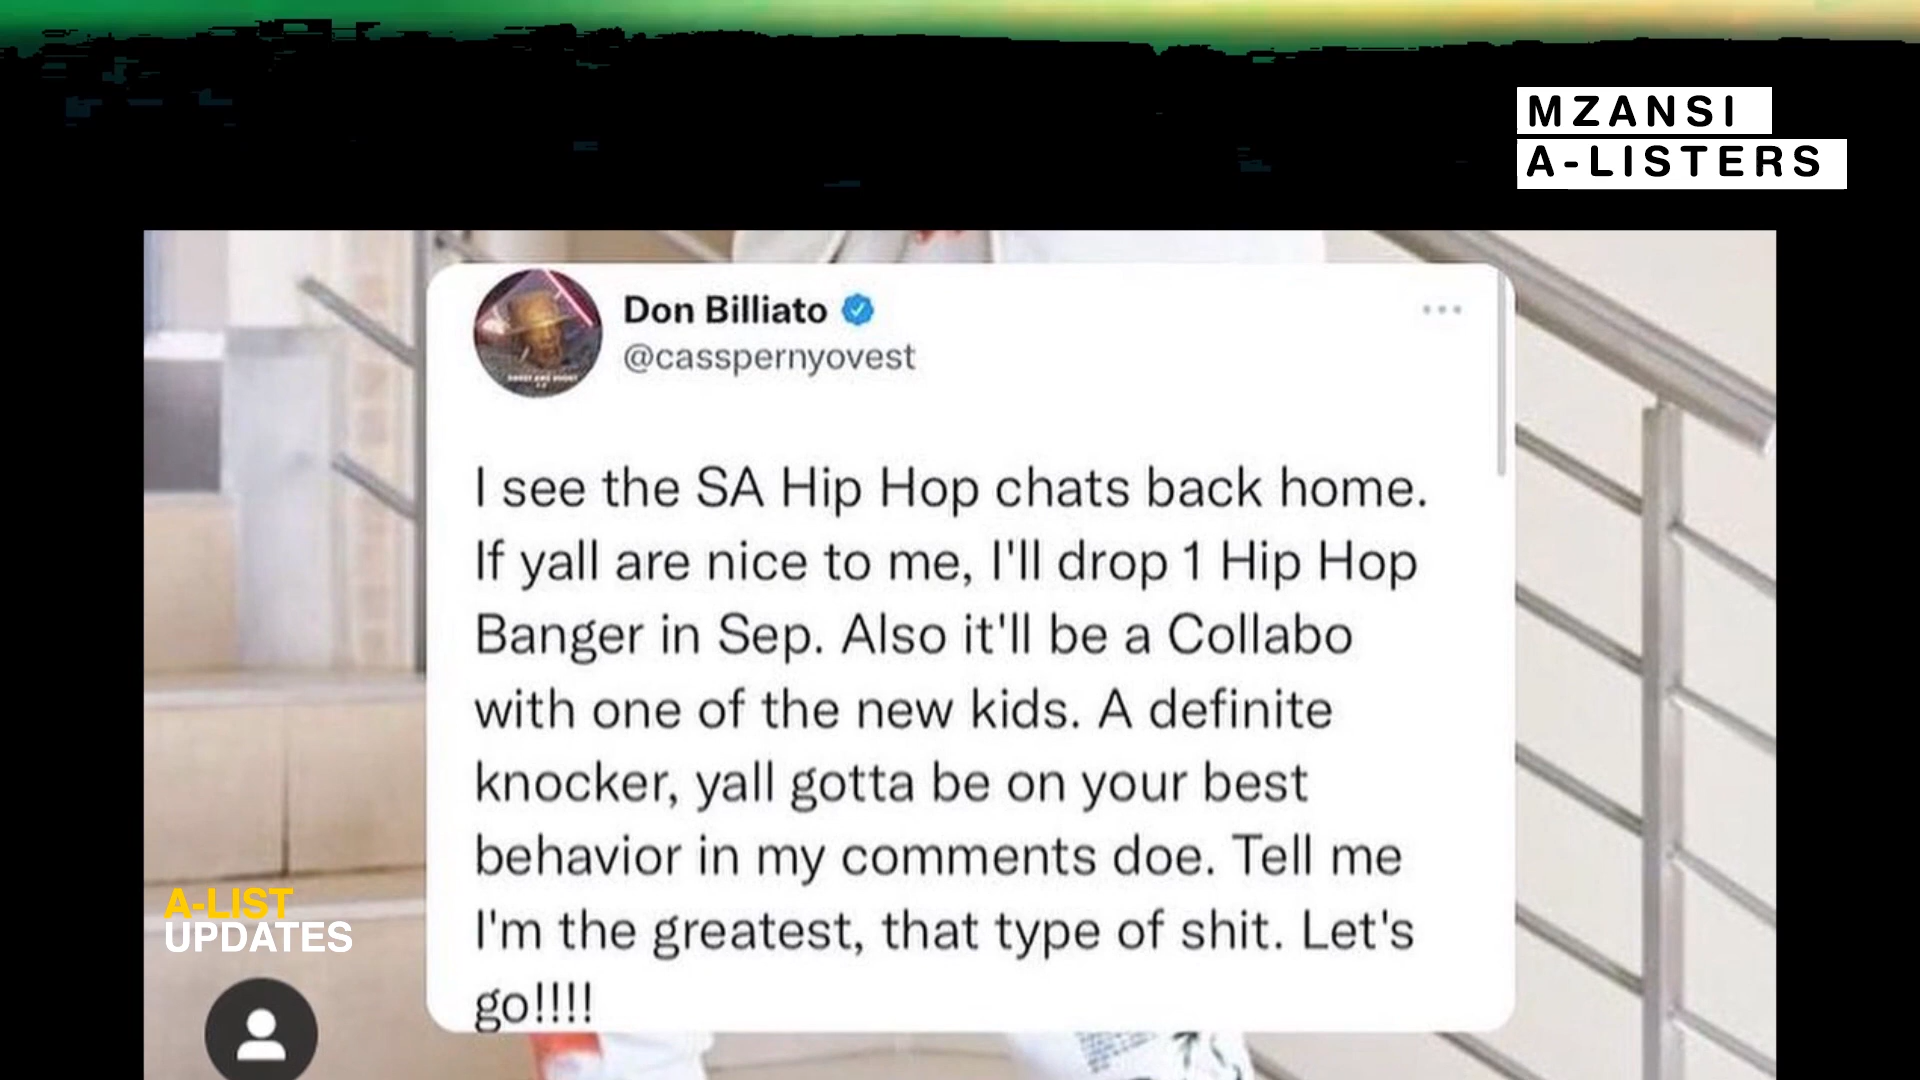 MZANSI
A-LISTERS
Don Billiato
@casspernyovest
I see the SA Hip Hop chats back home.
If yall are nice to me, I'll drop 1 Hip Hop
Banger in Sep. Also it'll be a Collabo
with one of the new kids. A definite
knocker, yall gotta be on your best
behavior in my comments doe. Tell me
I'm the greatest, that type of shit. Let's
go!!!!
A-LIST
UPDATES